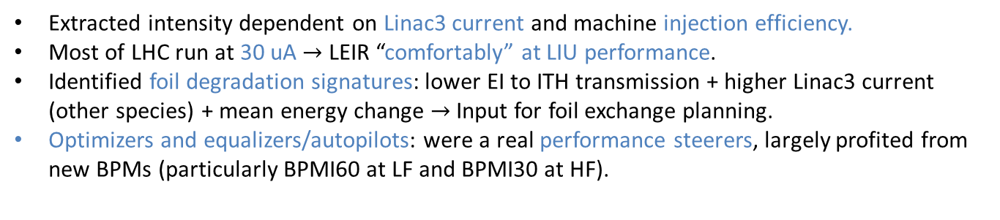 • Extracted intensity dependent on Linac3 current and machine injection efficiency.
• Most of LHC run at 30 uA → LEIR “comfortably” at LIU performance.
• Identified foil degradation signatures: lower EI to ITH transmission + higher Linac3 current
(other species) + mean energy change → Input for foil exchange planning.
• Optimizers and equalizers/autopilots: were a real performance steerers, largely profited from
new BPMs (particularly BPMI60 at LF and BPMI30 at HF).